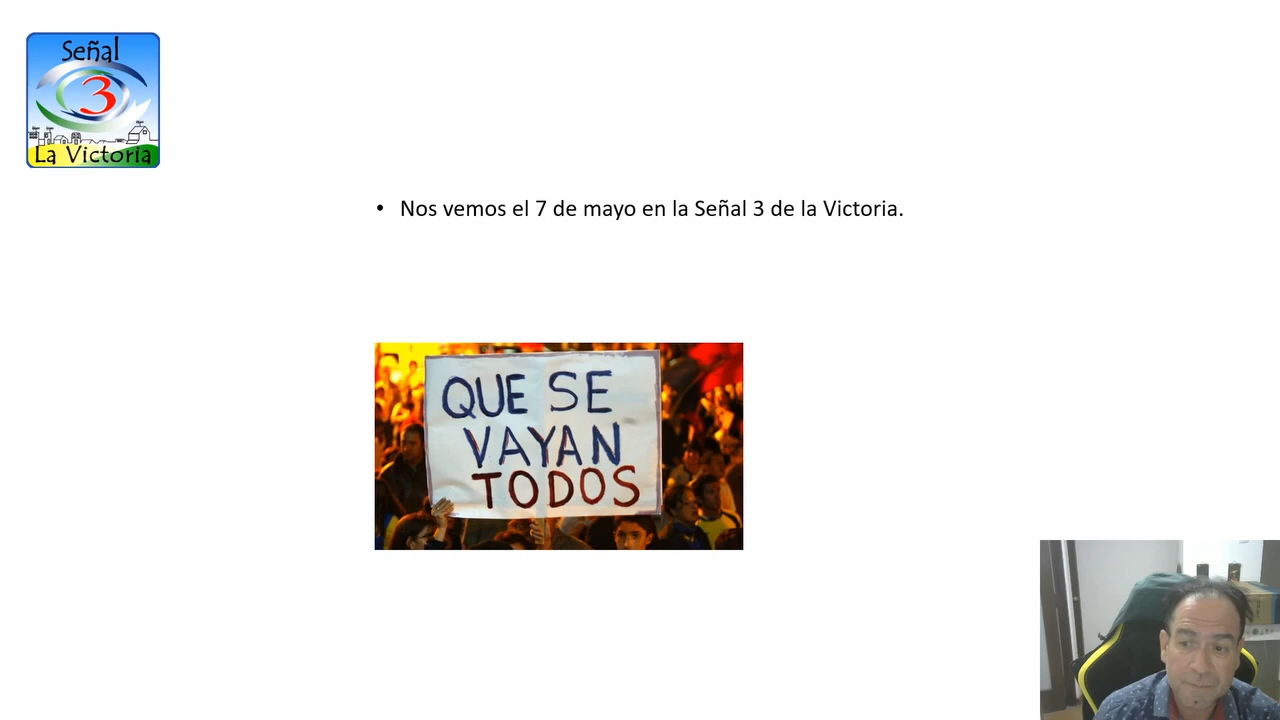 Señal
3
La Victoria
• Nos vemos el 7 de mayo en la Señal 3 de la Victoria.
QUE SE
VAYAN
TODOS